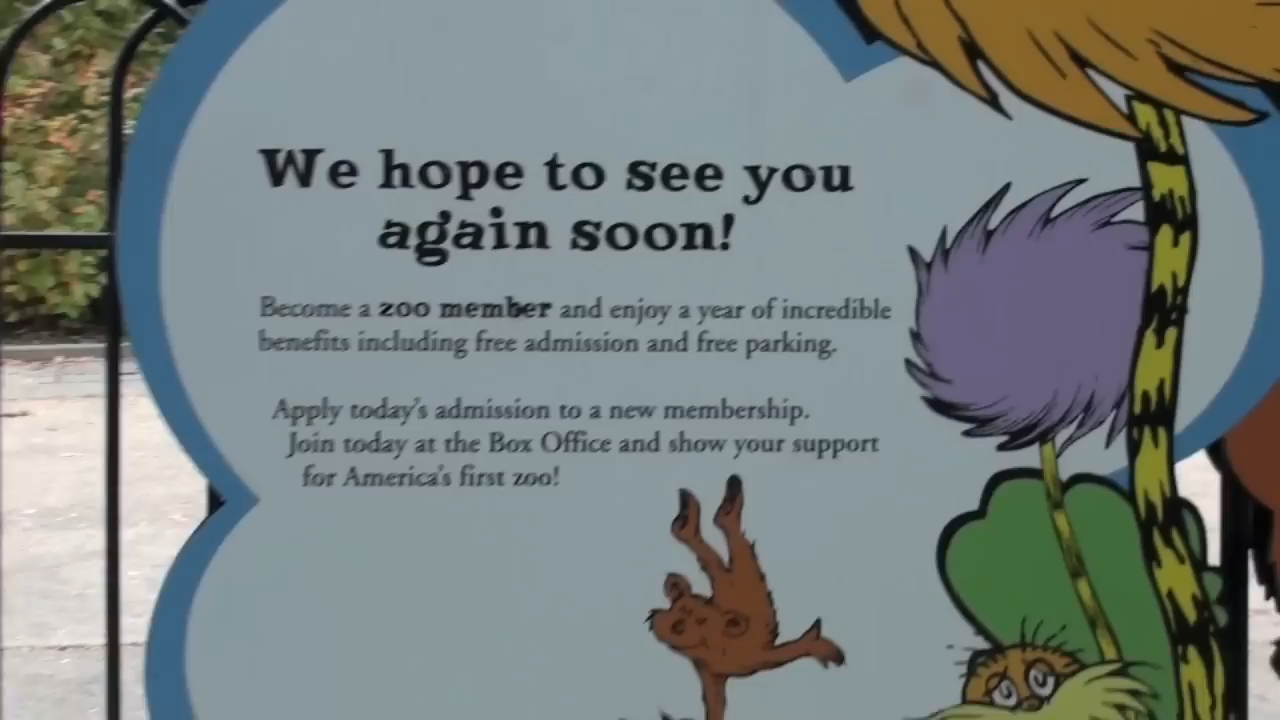 We hope to see you
again soon!
Become a zoo member and enjoy a year of incredible
benefits including free admission and free parking.
Apply today's admission to a new membership.
Join today at the Box Office and show your support
for America's first zoo!